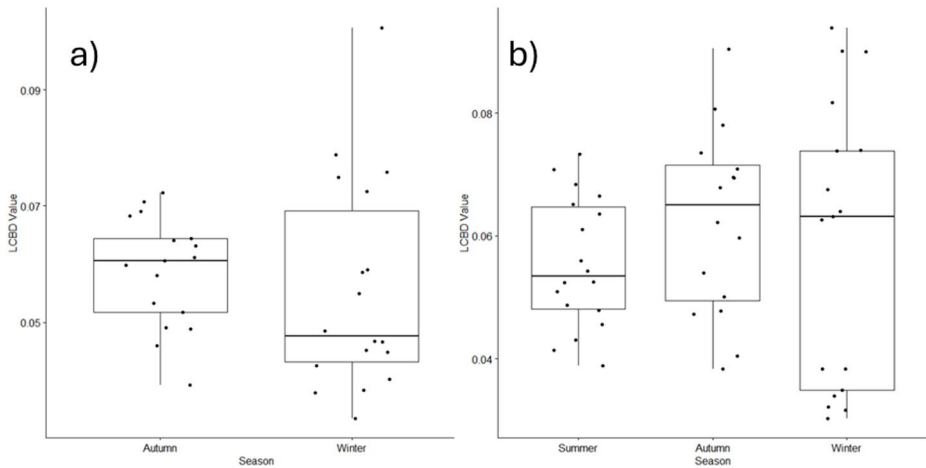 a)
LCBD Value
0.09
0.07
0.05
Autumn Winter
Season
b)
LCBD Value
0.08
0.06
0.04
Summer Autumn Winter
Season